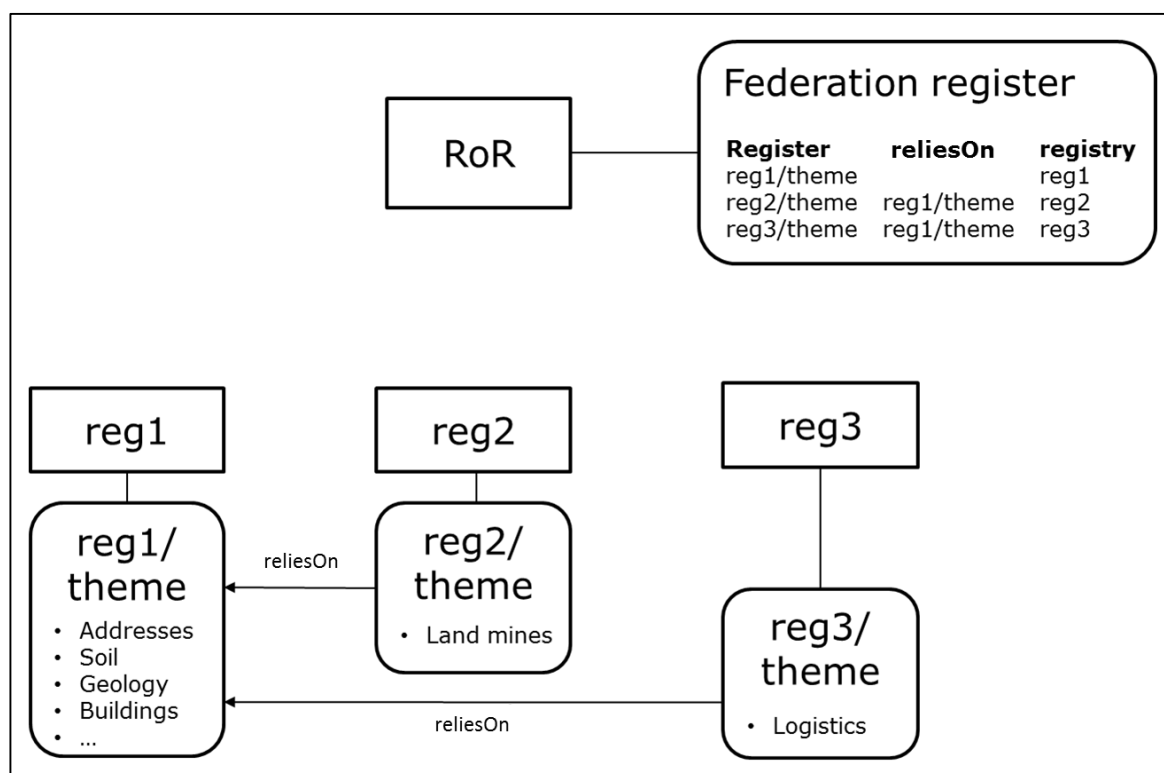 Federation register
RoR
Register reliesOn registry
reg1/theme reg1
reg2/theme reg1/theme reg2
reg3/theme reg1/theme reg3
reg1
reg2
reg3
reg1/
theme
• Addresses
• Soil
• Geology
• Buildings
• ...
reliesOn
reg2/
theme
• Land mines
reliesOn
reg3/
theme
• Logistics